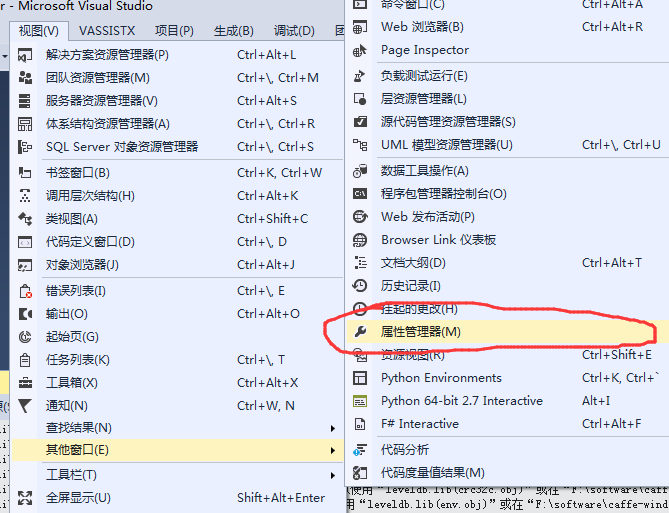 r - Microsoft Visual Studio
视图(V) VASSISTX 项目(P) 生成(B) 调试(D) 团
解决方案资源管理器(P) Ctrl+Alt+L
团队资源管理器(M) Ctrl+\, Ctrl+M
服务器资源管理器(V) Ctrl+Alt+S
体系结构资源管理器(A) Ctrl+\, Ctrl+R
SQL Server 对象资源管理器 Ctrl+\, Ctrl+S
书签窗口(B) Ctrl+K, Ctrl+W
调用层次结构(H) Ctrl+Alt+K
类视图(A) Ctrl+Shift+C
代码定义窗口(D) Ctrl+\, D
对象浏览器(J) Ctrl+Alt+J
错误列表(I) Ctrl+\, E
输出(O) Ctrl+Alt+O
起始页(G)
任务列表(K) Ctrl+\, T
工具箱(X) Ctrl+Alt+X
通知(N) Ctrl+W, N
查找结果(N)
其他窗口(E)
工具栏(T)
全屏显示(U) Shift+Alt+Enter
命令窗口(C) Ctrl+Alt+A
Web 浏览器(B) Ctrl+Alt+R
Page Inspector
负载测试运行(E)
层资源管理器(L)
源代码管理资源管理器(S)
UML 模型资源管理器(U) Ctrl+\, Ctrl+U
数据工具操作(A)
程序包管理器控制台(O)
Web 发布活动(P)
Browser Link 仪表板
文档大纲(D) Ctrl+Alt+T
历史记录(I)
挂起的更改(H)
属性管理器(M)
资源视图(R) Ctrl+Shift+E
Python Environments Ctrl+K, Ctrl+`
Python 64-bit 2.7 Interactive Alt+I
F# Interactive Ctrl+Alt+F
代码分析
代码度量值结果(M)
使用“leveldb.lib(crc32c.obj)”或在“F:\software\caffe-wind
用“leveldb.lib(env.obj)”或在“F:\software\caffe-wind